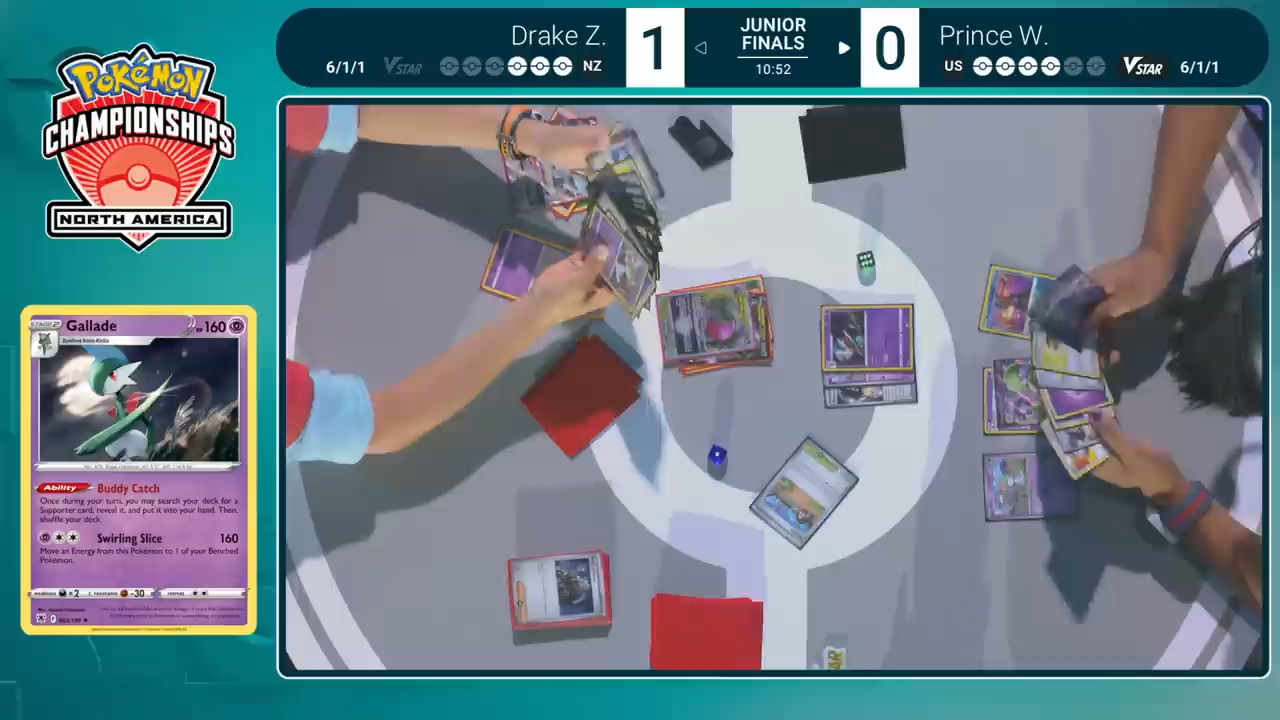 Drake Z.
1
JUNIOR
FINALS
10:52
0
Prince W.
6/1/1
VSTAR
NZ
US
VSTAR
6/1/1
Pokémon
CHAMPIONSHIPS
NORTH AMERICA
STAGE2
Gallade
160
Evolves from Kirlia
Ability
Buddy Catch
Once during your turn, you may search your deck for a
Supporter card, reveal it, and put it into your hand. Then,
shuffle your deck.
Swirling Slice
160
Move an Energy from this Pokémon to 1 of your Benched
Pokémon.
weakness
×2
resistance
-30
retreat